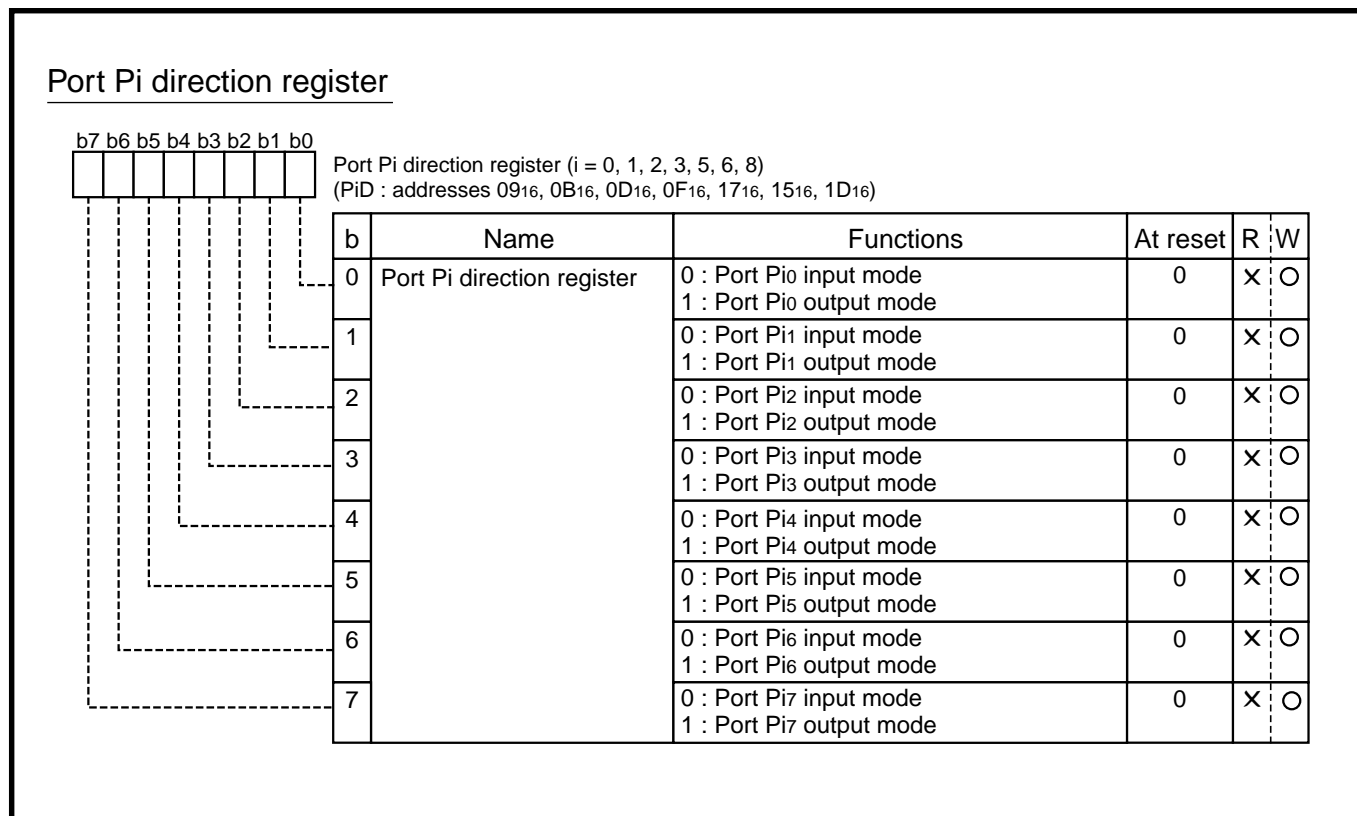 Port Pi direction register
b7 b6 b5 b4 b3 b2 b1 b0
Port Pi direction register (i = 0, 1, 2, 3, 5, 6, 8)
(PiD : addresses 0916, 0B16, 0D16, 0F16, 1716, 1516, 1D16)
b Name Functions At reset R W
0 Port Pi direction register 0 : Port Pi0 input mode 0 × ○
1 : Port Pi0 output mode
1 0 : Port Pi1 input mode 0 × ○
1 : Port Pi1 output mode
2 0 : Port Pi2 input mode 0 × ○
1 : Port Pi2 output mode
3 0 : Port Pi3 input mode 0 × ○
1 : Port Pi3 output mode
4 0 : Port Pi4 input mode 0 × ○
1 : Port Pi4 output mode
5 0 : Port Pi5 input mode 0 × ○
1 : Port Pi5 output mode
6 0 : Port Pi6 input mode 0 × ○
1 : Port Pi6 output mode
7 0 : Port Pi7 input mode 0 × ○
1 : Port Pi7 output mode